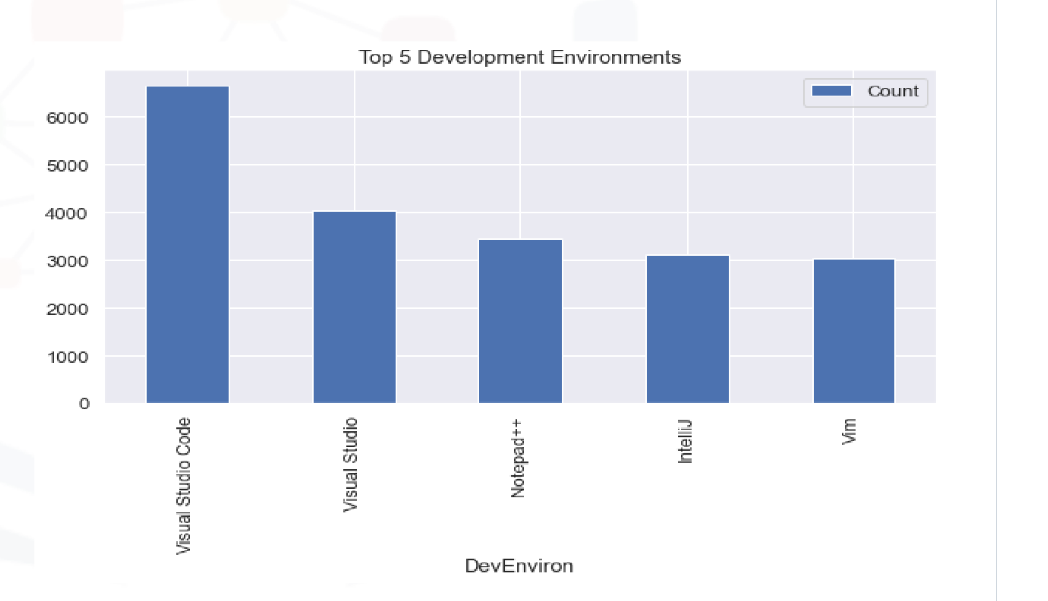 Top 5 Development Environments
Count
6000
5000
4000
3000
2000
1000
0
Visual Studio Code
Visual Studio
Notepad++
IntelliJ
Vim
DevEnviron